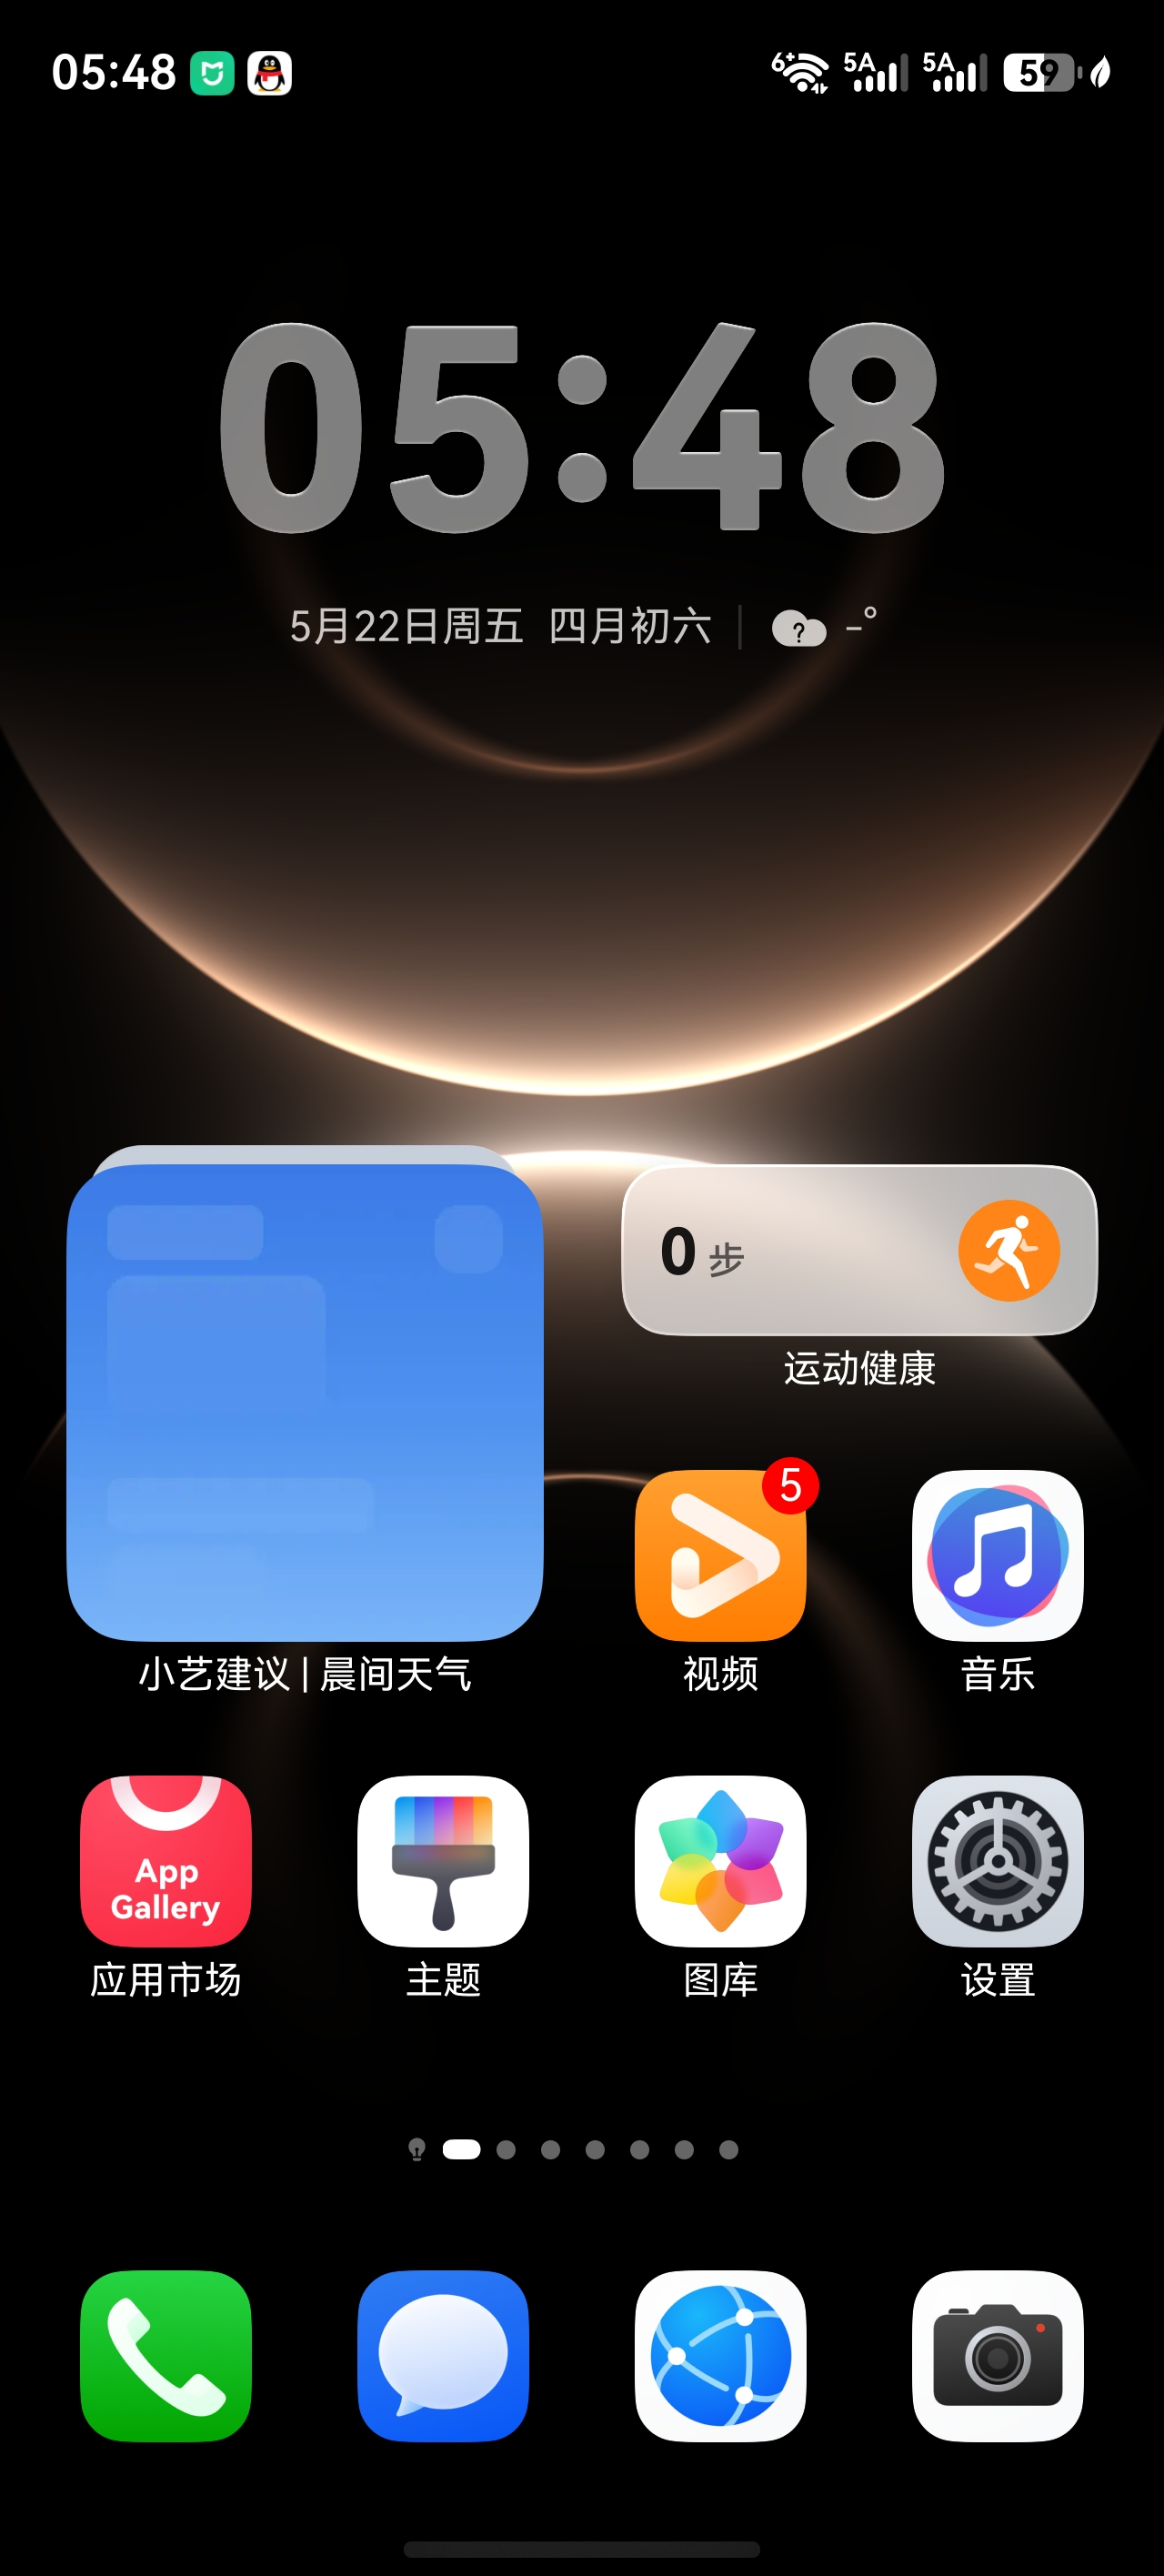 05:48
6+ 5A 5A 59
05:48
5月22日周五 四月初六 | ? -°
0 步
运动健康
5
小艺建议 | 晨间天气
视频
音乐
App
Gallery
应用市场
主题
图库
设置